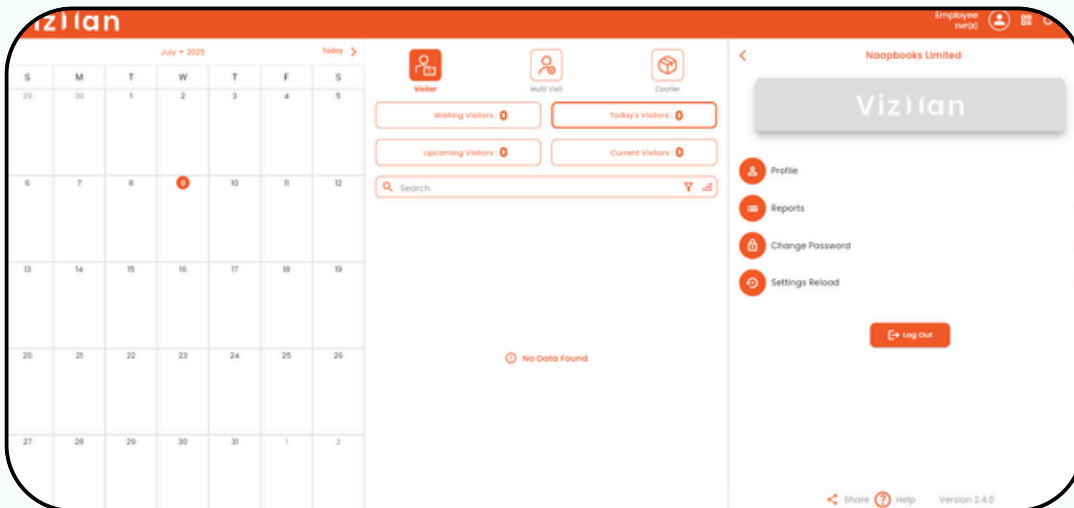 Employee
EMP(R)
July - 2025
Today
S M T W T F S
29 30 1 2 3 4 5
6 7 8 9 10 11 12
13 14 15 16 17 18 19
20 21 22 23 24 25 26
27 28 29 30 31 1 2
Visitor
Multi Visit
Courier
Waiting Visitors : 0
Today's Visitors : 0
Upcoming Visitors : 0
Current Visitors : 0
Search
No Data Found
Naapbooks Limited
Profile
Reports
Change Password
Settings Reload
Log Out
Share
Help
Version 2.4.0